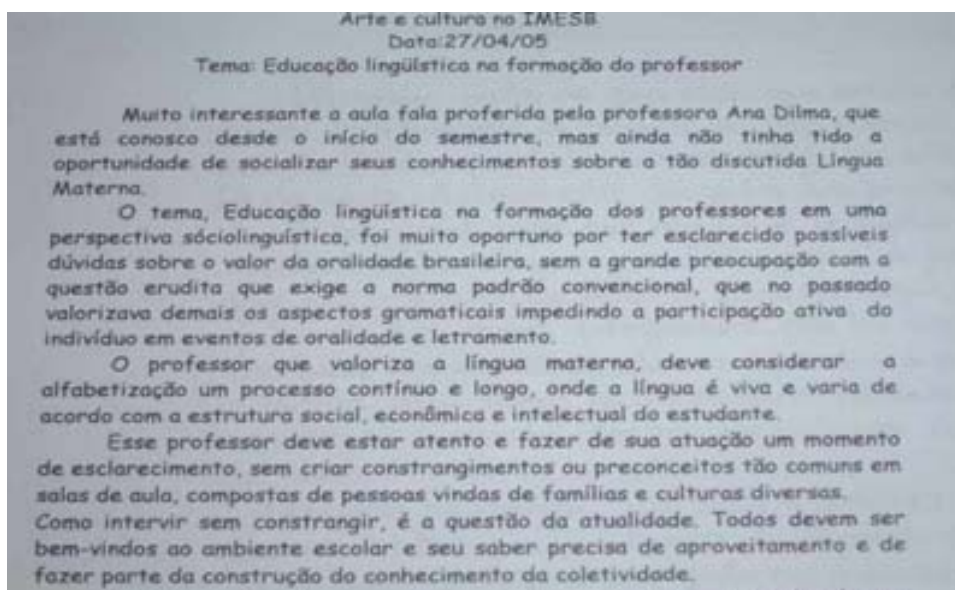 Arte e cultura no IMESB
Data:27/04/05
Tema: Educação lingüística na formação do professor
Muito interessante a aula fala proferida pela professora Ana Dilma, que
está conosco desde o início do semestre, mas ainda não tinha tido a
oportunidade de socializar seus conhecimentos sobre a tão discutida Língua
Materna.
O tema, Educação lingüística na formação dos professores em uma
perspectiva sóciolinguística, foi muito oportuno por ter esclarecido possíveis
dúvidas sobre o valor da oralidade brasileira, sem a grande preocupação com a
questão erudita que exige a norma padrão convencional, que no passado
valorizava demais os aspectos gramaticais impedindo a participação ativa do
indivíduo em eventos de oralidade e letramento.
O professor que valoriza a língua materna, deve considerar a
alfabetização um processo contínuo e longo, onde a língua é viva e varia de
acordo com a estrutura social, econômica e intelectual do estudante.
Esse professor deve estar atento e fazer de sua atuação um momento
de esclarecimento, sem criar constrangimentos ou preconceitos tão comuns em
salas de aula, compostas de pessoas vindas de famílias e culturas diversas.
Como intervir sem constrangir, é a questão da atualidade. Todos devem ser
bem-vindos ao ambiente escolar e seu saber precisa de aproveitamento e de
fazer parte da construção do conhecimento da coletividade.